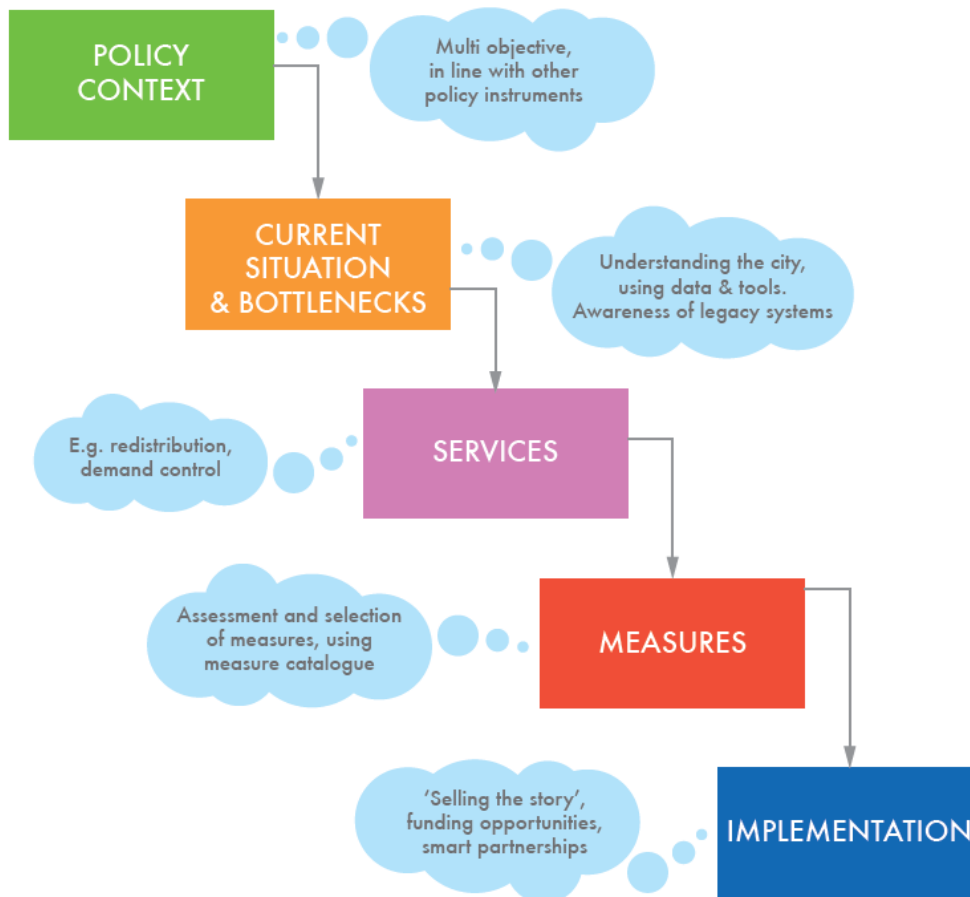 POLICY
CONTEXT
Multi objective,
in line with other
policy instruments
CURRENT
SITUATION
& BOTTLENECKS
Understanding the city,
using data & tools.
Awareness of legacy systems
E.g. redistribution,
demand control
SERVICES
Assessment and selection
of measures, using
measure catalogue
MEASURES
'Selling the story',
funding opportunities,
smart partnerships
IMPLEMENTATION